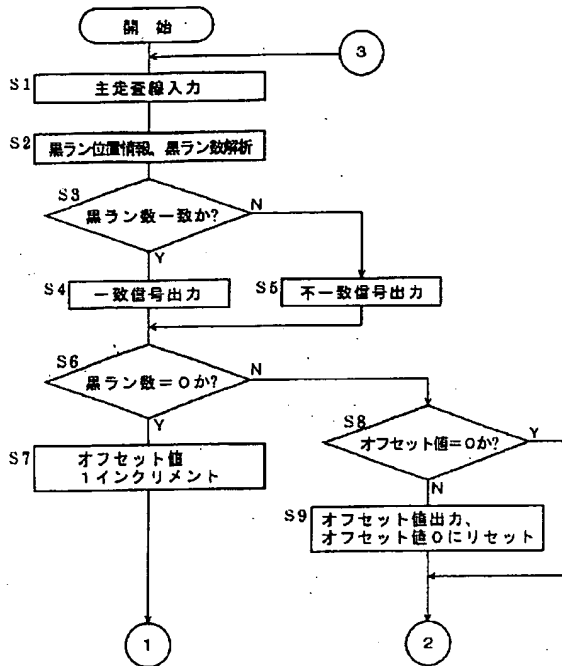 開始
3
S1
主走査線入力
S2
黒ラン位置情報、黒ラン数解析
S3
黒ラン数一致か?
N
Y
S4
一致信号出力
S5
不一致信号出力
S6
黒ラン数=0か?
N
Y
S7
オフセット値
1インクリメント
S8
オフセット値=0か?
Y
N
S9
オフセット値出力、
オフセット値0にリセット
1
2